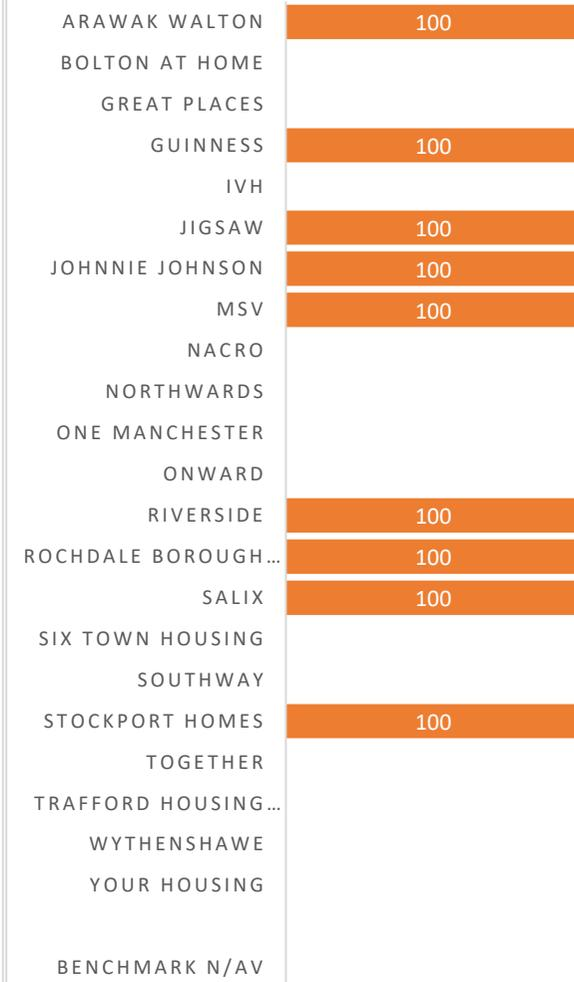 ARAWAK WALTON 100
BOLTON AT HOME
GREAT PLACES
GUINNESS 100
IVH
JIGSAW 100
JOHNNIE JOHNSON 100
MSV 100
NACRO
NORTHWARDS
ONE MANCHESTER
ONWARD
RIVERSIDE 100
ROCHDALE BOROUGH… 100
SALIX 100
SIX TOWN HOUSING
SOUTHWAY
STOCKPORT HOMES 100
TOGETHER
TRAFFORD HOUSING…
WYTHENSHAWE
YOUR HOUSING
BENCHMARK N/AV